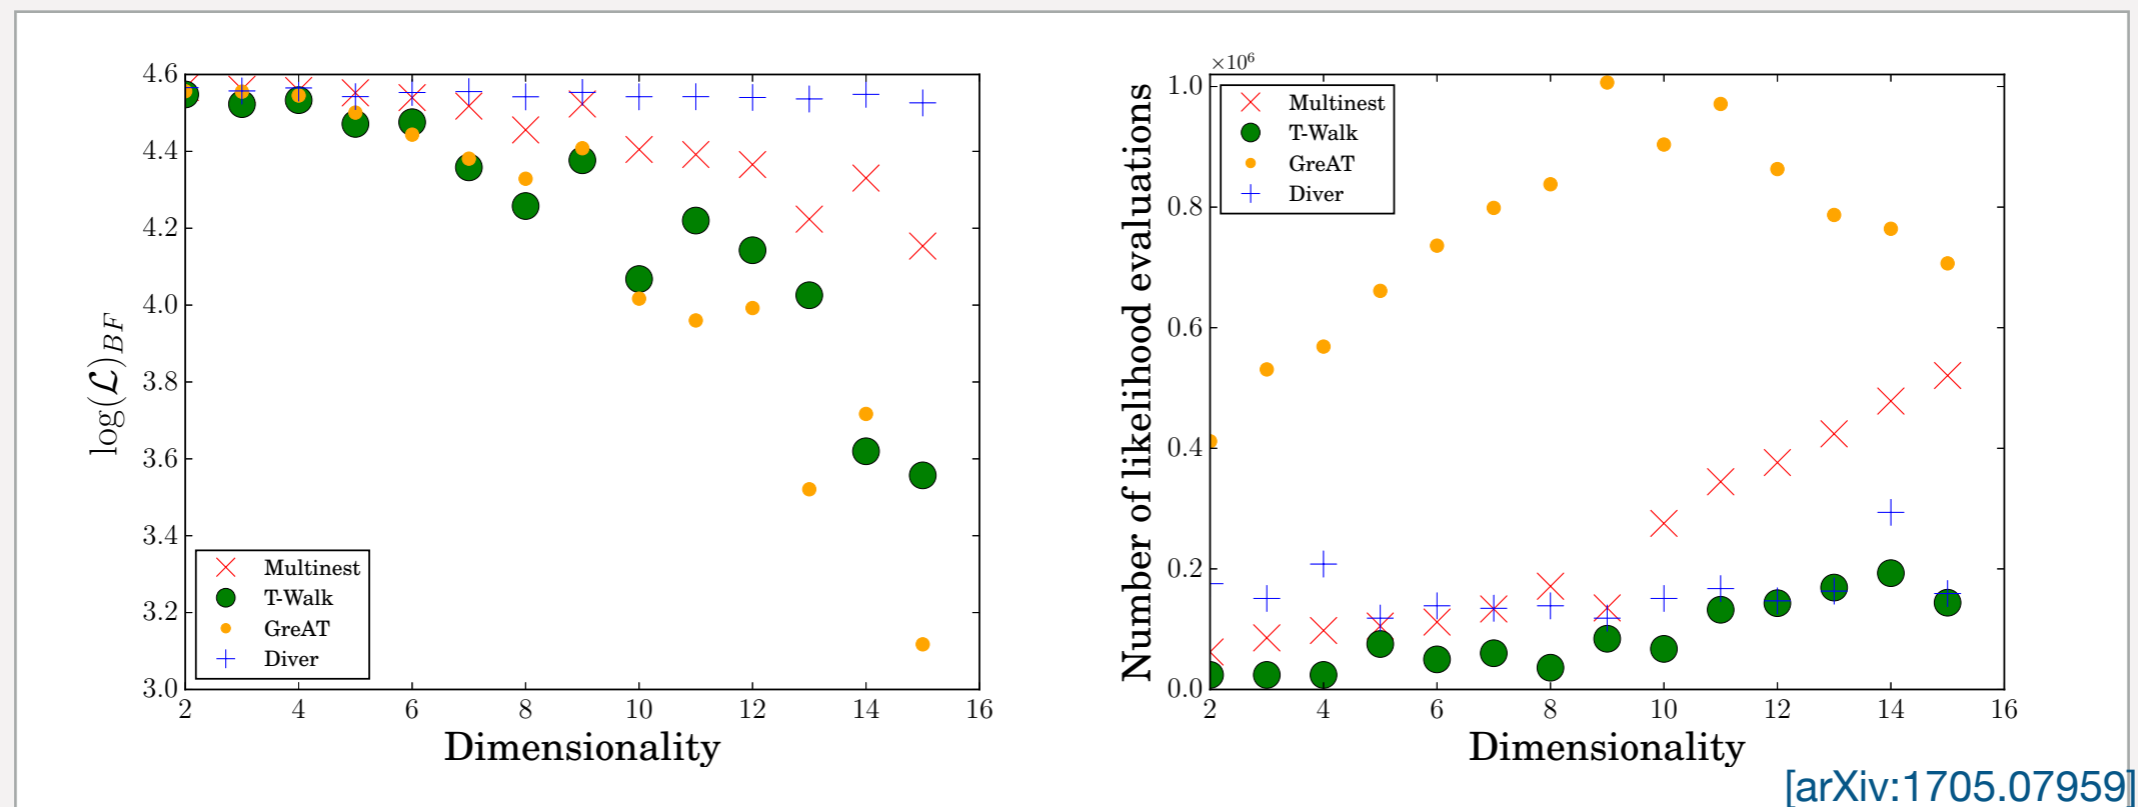 4.6
4.4
4.2
4.0
3.8
3.6
3.4
3.2
3.0
2 4 6 8 10 12 14 16
log(ℒ)_{BF}
Dimensionality
Multinest
T-Walk
GreAT
Diver
×10⁶
1.0
0.8
0.6
0.4
0.2
0.0
2 4 6 8 10 12 14 16
Number of likelihood evaluations
Dimensionality
Multinest
T-Walk
GreAT
Diver
[arXiv:1705.07959]